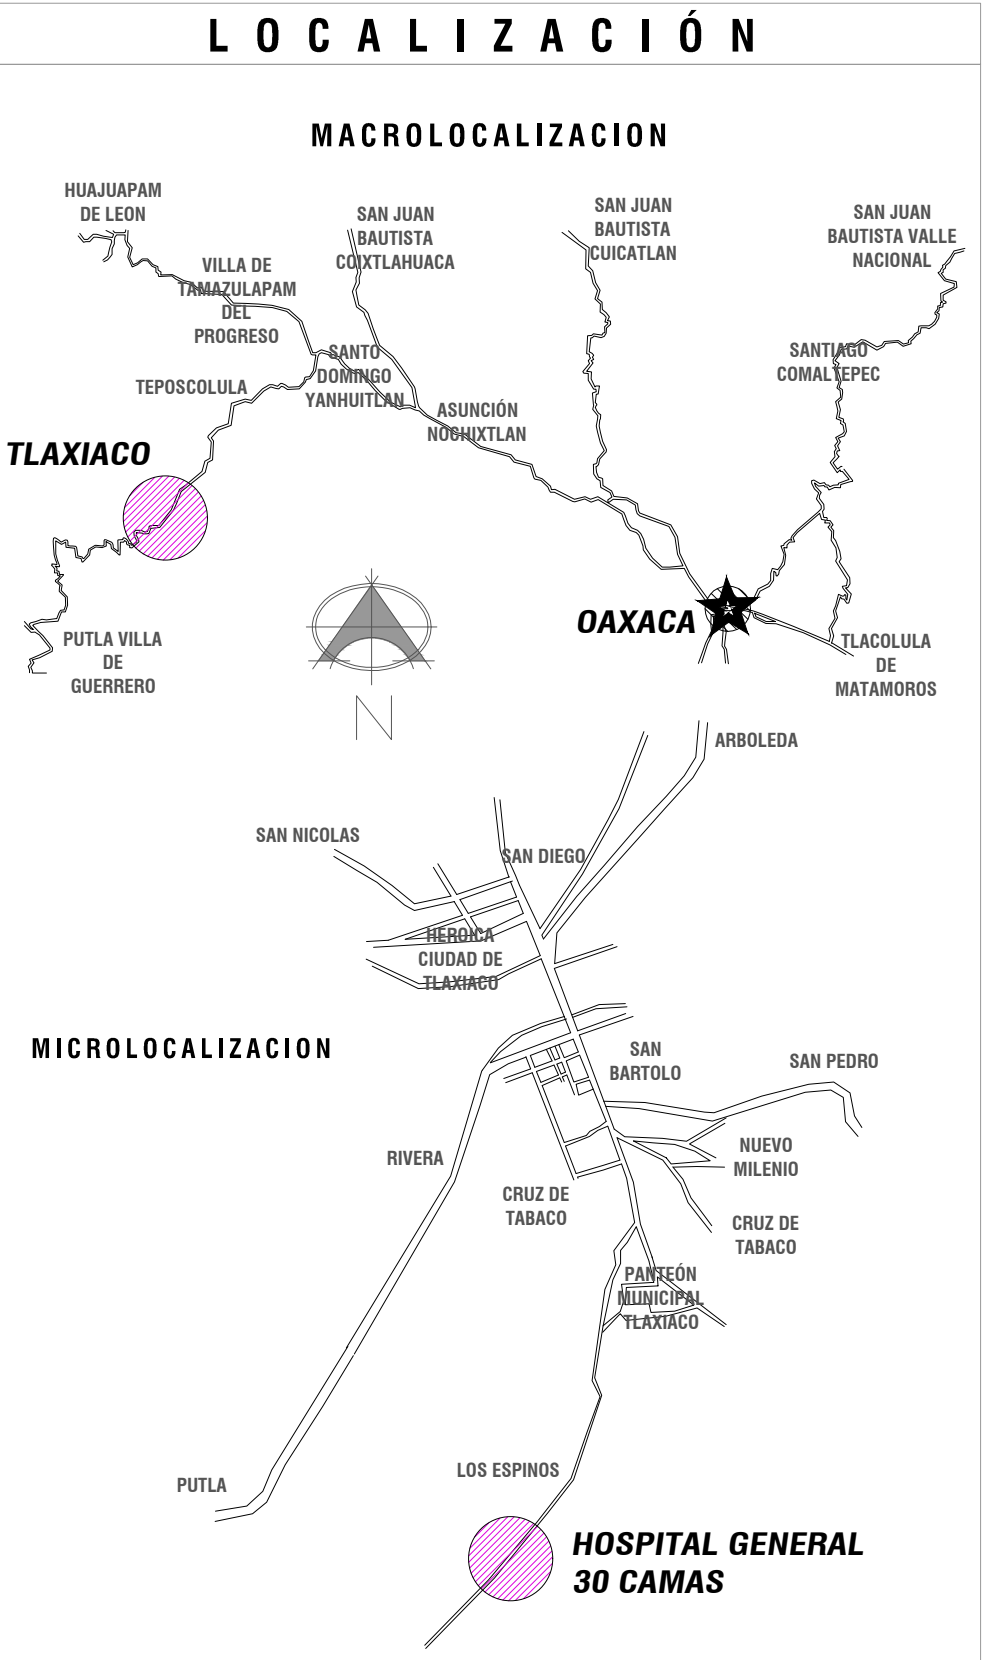 LOCALIZACIÓN
MACROLOCALIZACION
HUAJUAPAM
DE LEON
VILLA DE
TAMAZULAPAM
DEL
PROGRESO
SAN JUAN
BAUTISTA
COIXTLAHUACA
SAN JUAN
BAUTISTA
CUICATLAN
SAN JUAN
BAUTISTA VALLE
NACIONAL
SANTO
DOMINGO
YANHUITLAN
SANTIAGO
COMALTEPEC
TEPOSCOLULA
ASUNCIÓN
NOCHIXTLAN
TLAXIACO
OAXACA
PUTLA VILLA
DE
GUERRERO
TLACOLULA
DE
MATAMOROS
N
ARBOLEDA
SAN NICOLAS
SAN DIEGO
HEROICA
CIUDAD DE
TLAXIACO
MICROLOCALIZACION
SAN
BARTOLO
SAN PEDRO
RIVERA
NUEVO
MILENIO
CRUZ DE
TABACO
CRUZ DE
TABACO
PANTEÓN
MUNICIPAL
TLAXIACO
PUTLA
LOS ESPINOS
HOSPITAL GENERAL
30 CAMAS